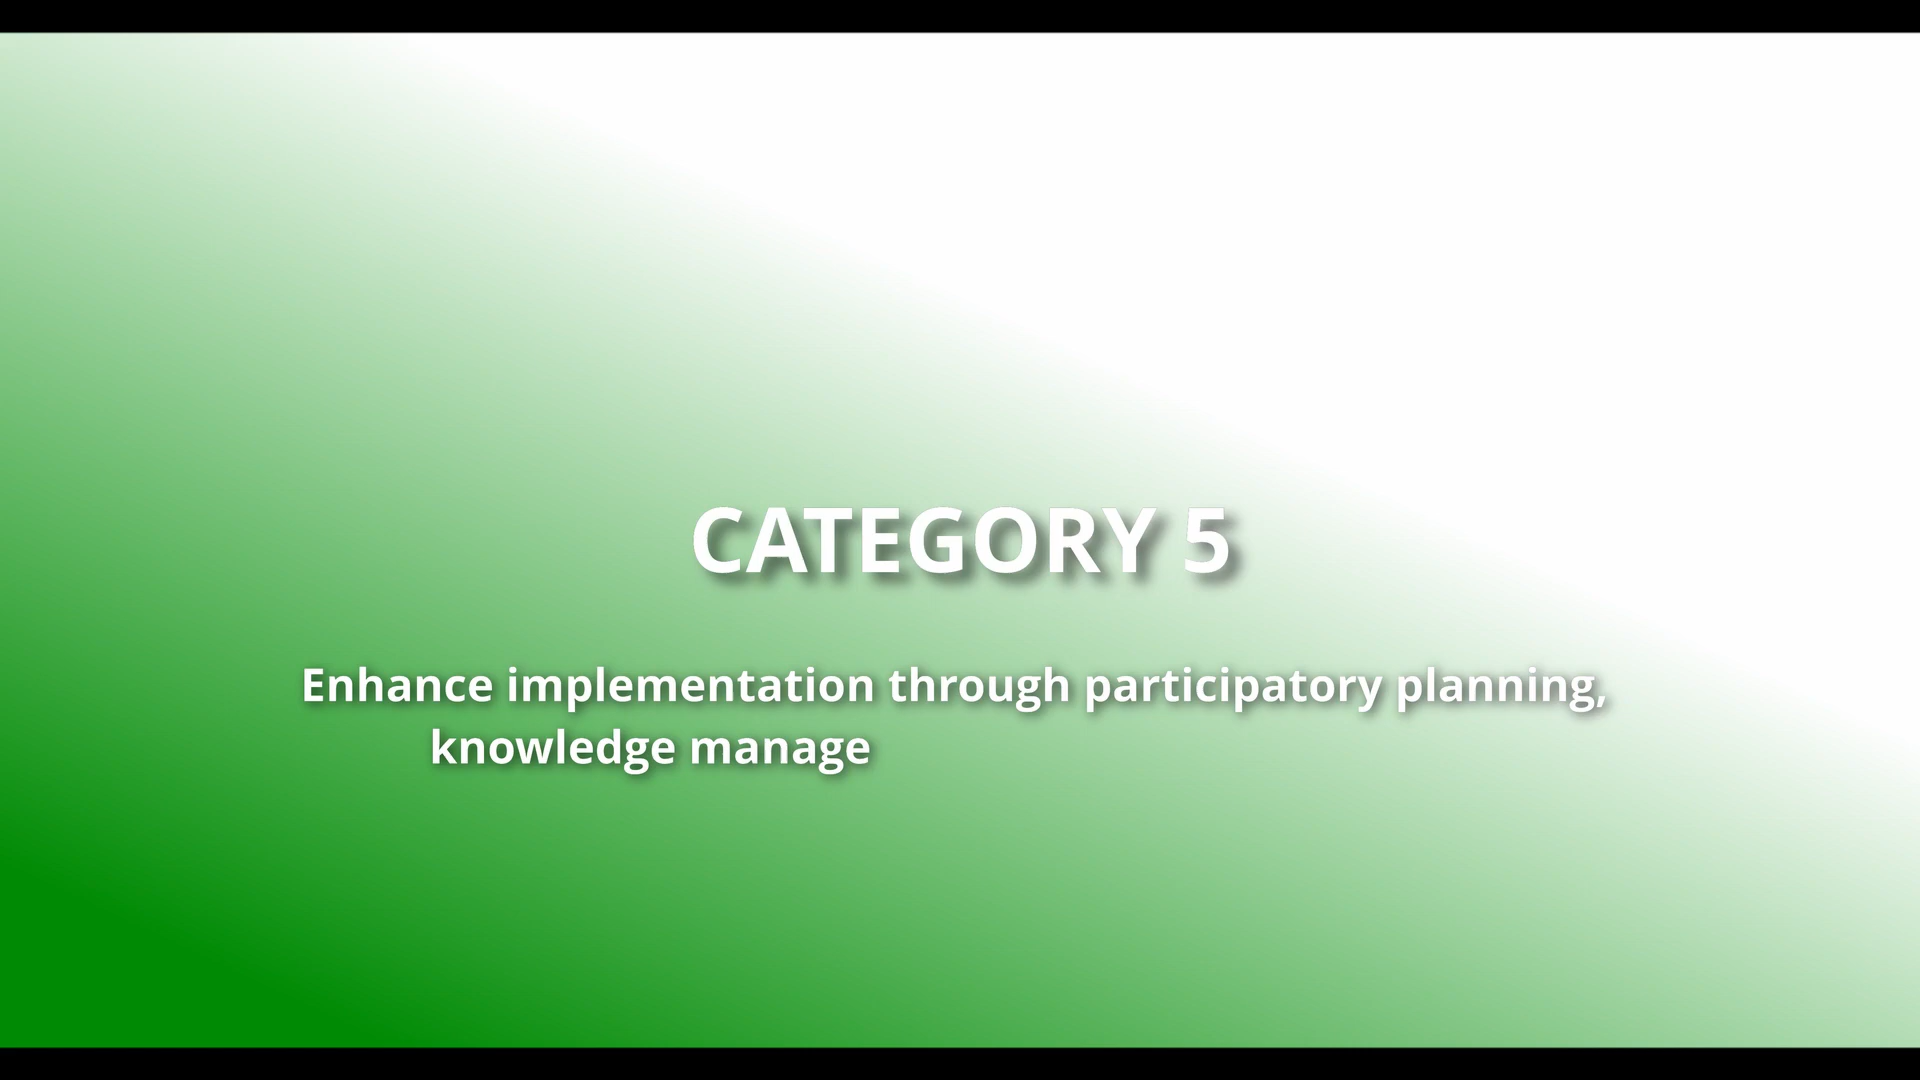 CATEGORY 5
Enhance implementation through participatory planning,
knowledge manage